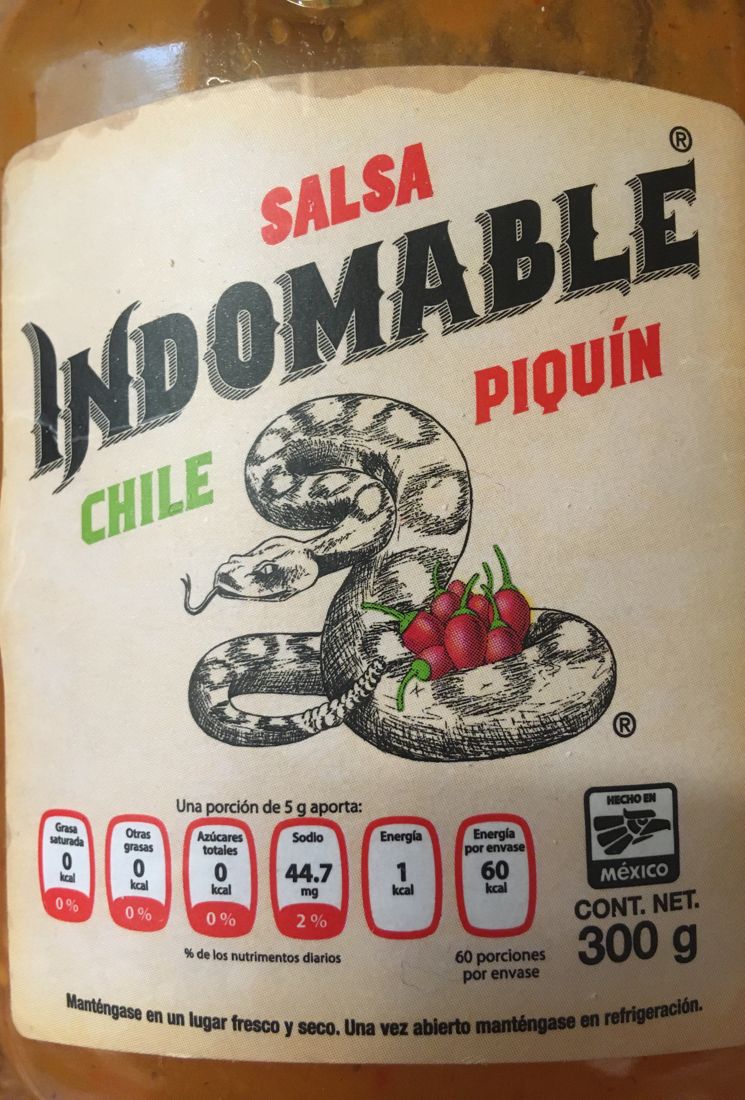 SALSA
INDOMABLE®
CHILE PIQUÍN
®
Una porción de 5 g aporta:
Grasa saturada 0 kcal 0 %
Otras grasas 0 kcal 0 %
Azúcares totales 0 kcal 0 %
Sodio 44.7 mg 2 %
Energía 1 kcal
Energía por envase 60 kcal
% de los nutrimentos diarios
60 porciones
por envase
HECHO EN
MÉXICO
CONT. NET.
300 g
Manténgase en un lugar fresco y seco. Una vez abierto manténgase en refrigeración.